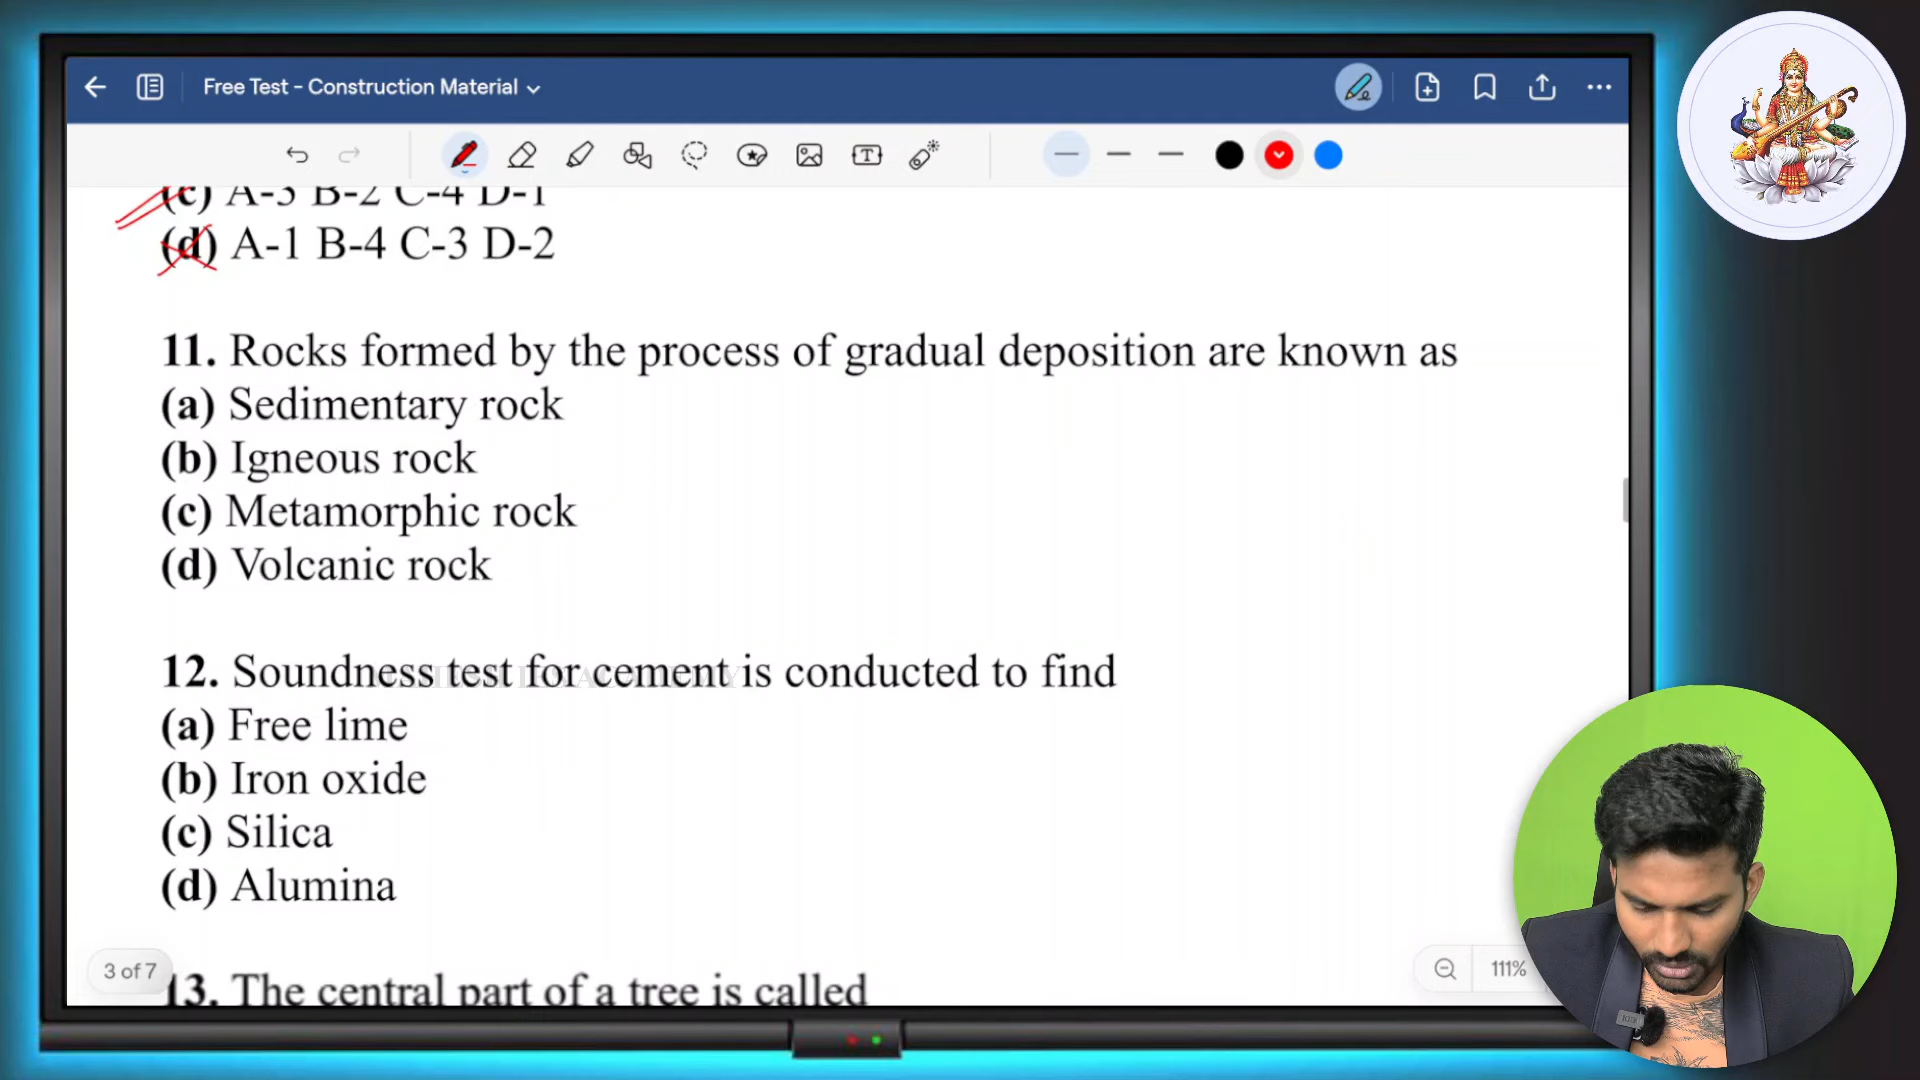 Free Test - Construction Material
(c) A-3 B-2 C-4 D-1
(d) A-1 B-4 C-3 D-2
11. Rocks formed by the process of gradual deposition are known as
(a) Sedimentary rock
(b) Igneous rock
(c) Metamorphic rock
(d) Volcanic rock
12. Soundness test for cement is conducted to find
(a) Free lime
(b) Iron oxide
(c) Silica
(d) Alumina
3 of 7
111%
13. The central part of a tree is called